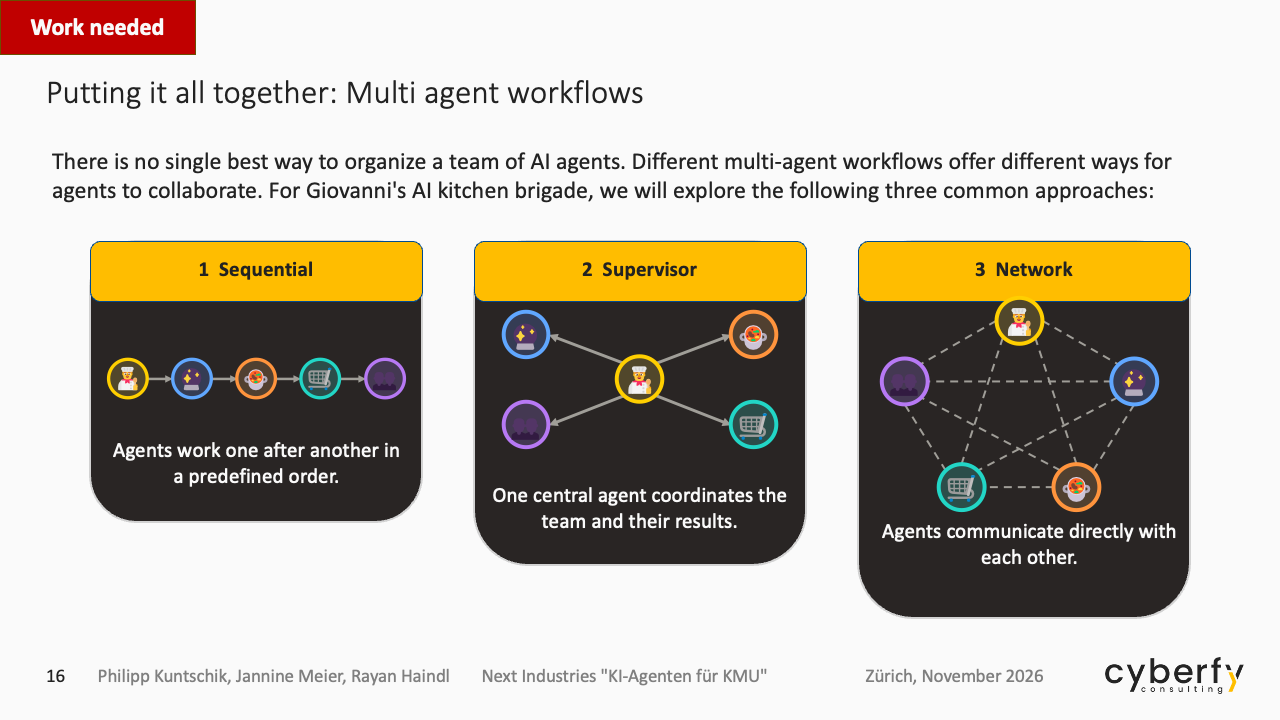 Work needed
Putting it all together: Multi agent workflows
There is no single best way to organize a team of AI agents. Different multi-agent workflows offer different ways for
agents to collaborate. For Giovanni's AI kitchen brigade, we will explore the following three common approaches:
1 Sequential
Agents work one after another in
a predefined order.
2 Supervisor
One central agent coordinates the
team and their results.
3 Network
Agents communicate directly with
each other.
16
Philipp Kuntschik, Jannine Meier, Rayan Haindl
Next Industries "KI-Agenten für KMU"
Zürich, November 2026
cyberfy
consulting